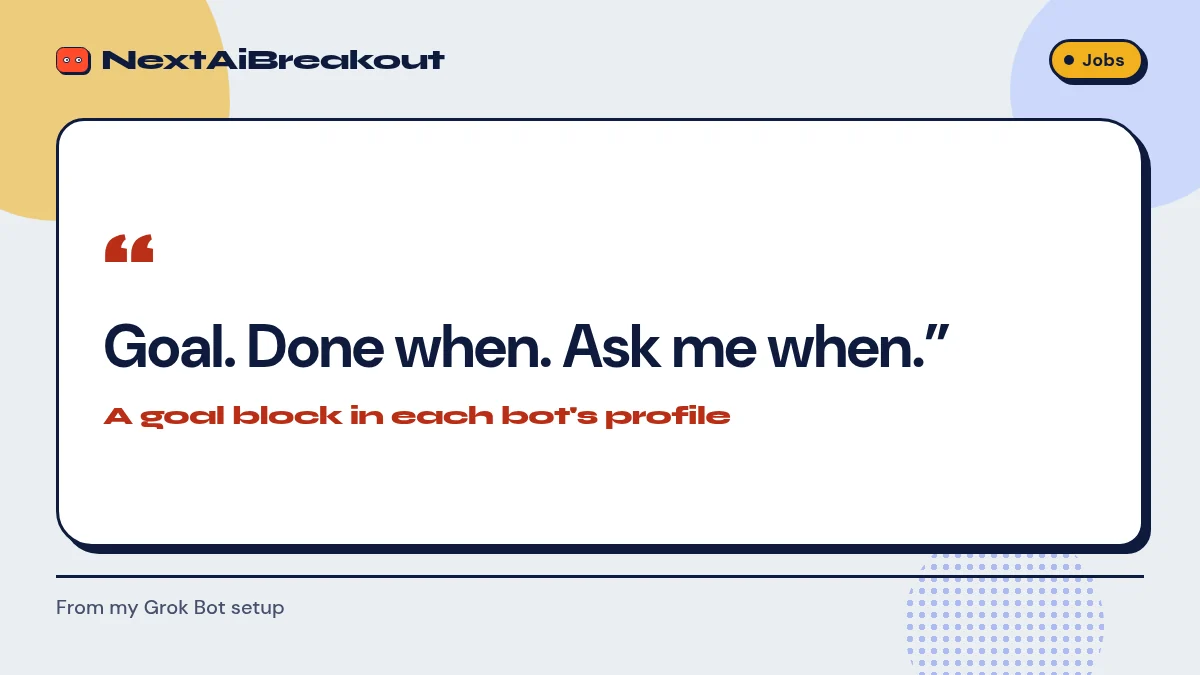 NextAiBreakout
Jobs
“
Goal. Done when. Ask me when.”
A goal block in each bot's profile
From my Grok Bot setup